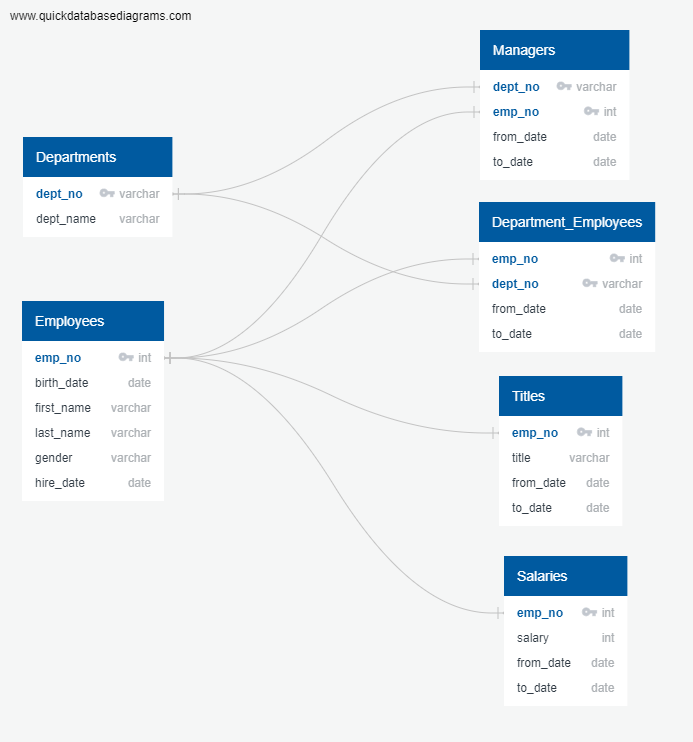 www.quickdatabasediagrams.com
Managers
dept_no varchar
emp_no int
from_date date
to_date date
Departments
dept_no varchar
dept_name varchar
Department_Employees
emp_no int
dept_no varchar
from_date date
to_date date
Employees
emp_no int
birth_date date
first_name varchar
last_name varchar
gender varchar
hire_date date
Titles
emp_no int
title varchar
from_date date
to_date date
Salaries
emp_no int
salary int
from_date date
to_date date